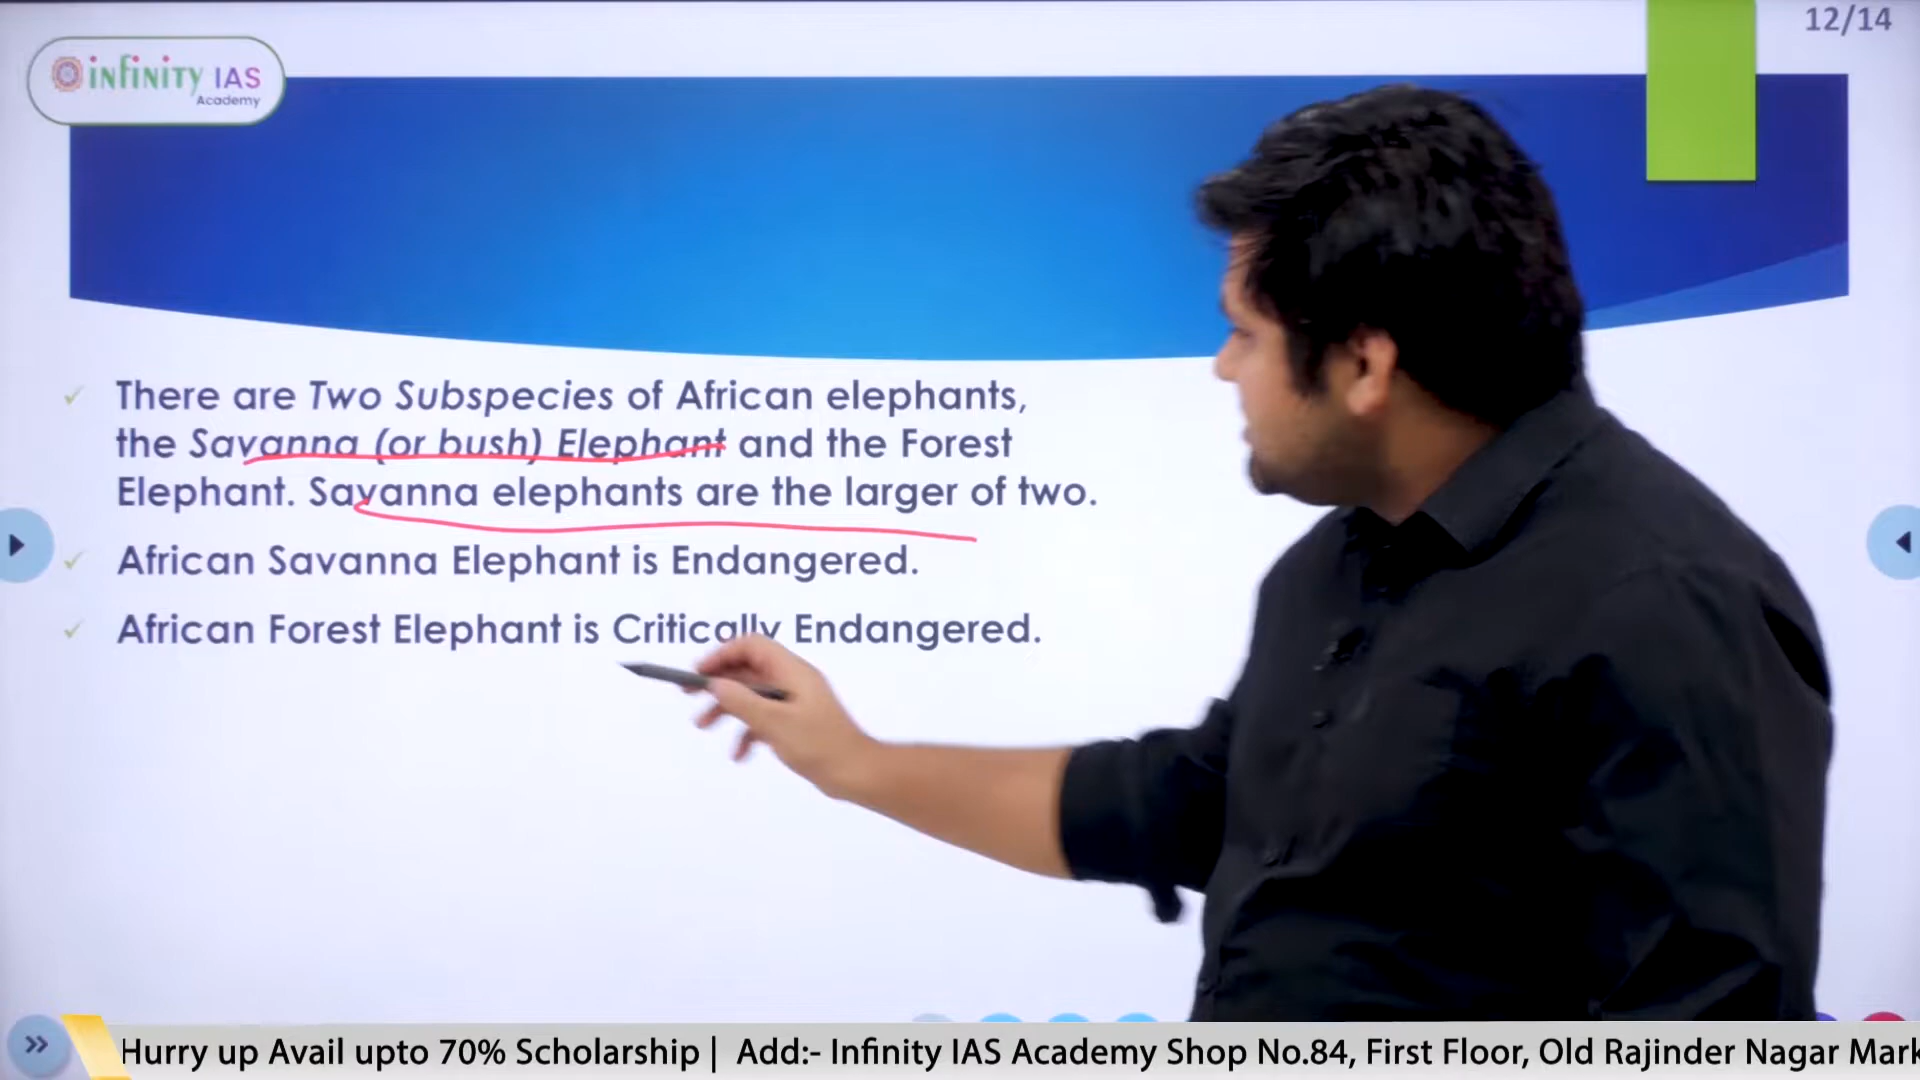 12/14
infinity IAS
Academy
There are Two Subspecies of African elephants,
the Savanna (or bush) Elephant and the Forest
Elephant. Savanna elephants are the larger of two.
African Savanna Elephant is Endangered.
African Forest Elephant is Critically Endangered.
Hurry up Avail upto 70% Scholarship | Add:- Infinity IAS Academy Shop No.84, First Floor, Old Rajinder Nagar Mark